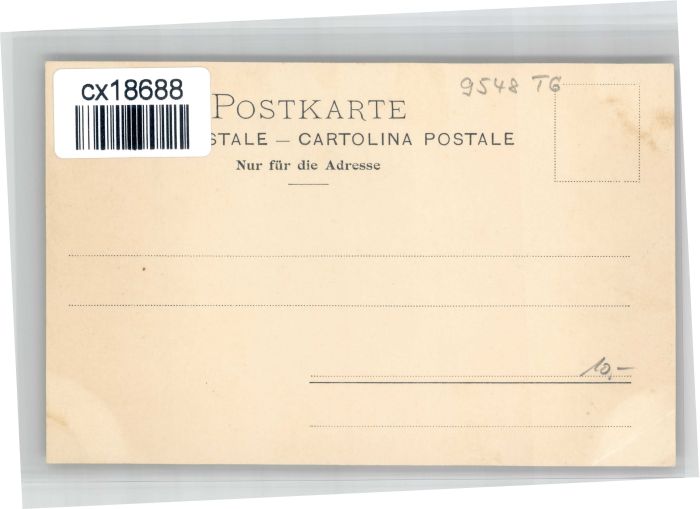 cx18688
9548 TG
POSTKARTE
STALE — CARTOLINA POSTALE
Nur für die Adresse
10,—